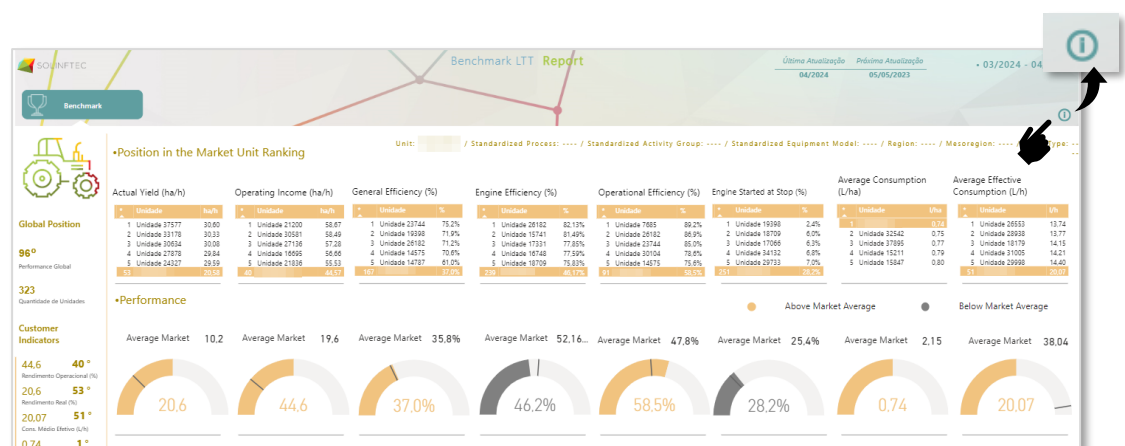 SOLINFTEC
Benchmark LTT Report
Última Atualização Próxima Atualização
04/2024 05/05/2023
• 03/2024 - 04
Benchmark
•Position in the Market Unit Ranking
Unit: / Standardized Process: ---- / Standardized Activity Group: ---- / Standardized Equipment Model: ---- / Region: ---- / Mesoregion: ---- / Type: ----
Actual Yield (ha/h)
Unidade ha/h
1 Unidade 37577 30,60
2 Unidade 33178 30,33
3 Unidade 30634 30,08
4 Unidade 27878 29,84
5 Unidade 24327 29,59
53 20,58
Operating Income (ha/h)
Unidade ha/h
1 Unidade 21200 58,67
2 Unidade 30581 58,49
3 Unidade 27136 57,28
4 Unidade 16695 56,66
5 Unidade 21836 55,53
40 44,57
General Efficiency (%)
Unidade %
1 Unidade 23744 75,2%
2 Unidade 19398 71,9%
3 Unidade 26182 71,2%
4 Unidade 14575 70,6%
5 Unidade 14787 61,0%
167 37,0%
Engine Efficiency (%)
Unidade %
1 Unidade 26182 82,13%
2 Unidade 15741 81,49%
3 Unidade 17331 77,85%
4 Unidade 16748 77,59%
5 Unidade 18709 75,83%
239 46,17%
Operational Efficiency (%)
Unidade %
1 Unidade 7685 89,2%
2 Unidade 26182 86,9%
3 Unidade 23744 85,0%
4 Unidade 30104 78,6%
5 Unidade 14575 75,6%
91 58,5%
Engine Started at Stop (%)
Unidade %
1 Unidade 19398 2,4%
2 Unidade 18709 6,0%
3 Unidade 17066 6,3%
4 Unidade 34132 6,8%
5 Unidade 29733 7,0%
251 28,2%
Average Consumption
(L/ha)
Unidade l/ha
1 0,74
2 Unidade 32542 0,75
3 Unidade 37895 0,77
4 Unidade 15211 0,79
5 Unidade 15847 0,80
Average Effective
Consumption (L/h)
Unidade l/h
1 Unidade 26553 13,74
2 Unidade 28938 13,77
3 Unidade 18179 14,15
4 Unidade 31005 14,21
5 Unidade 29998 14,40
51 20,07
Global Position
96º
Performance Global
323
Quantidade de Unidades
Customer
Indicators
44,6 40 °
Rendimento Operacional (%)
20,6 53 °
Rendimento Real (%)
20,07 51 °
Cons. Médio Efetivo (L/h)
0,74 1 °
•Performance
Above Market Average Below Market Average
Average Market 10,2
20,6
Average Market 19,6
44,6
Average Market 35,8%
37,0%
Average Market 52,16...
46,2%
Average Market 47,8%
58,5%
Average Market 25,4%
28,2%
Average Market 2,15
0,74
Average Market 38,04
20,07